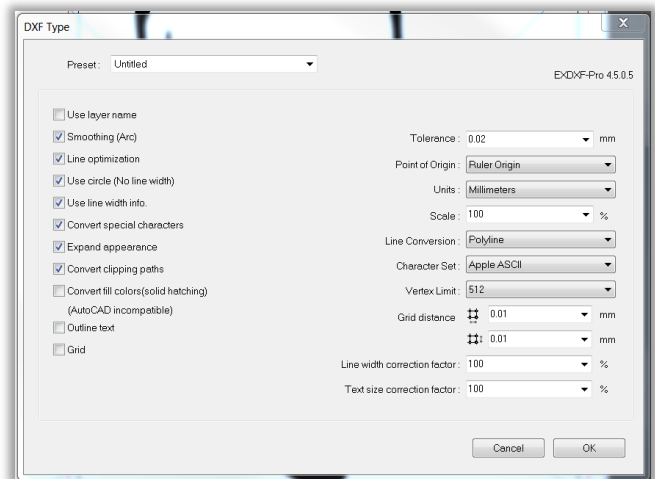 DXF Type
X
Preset : Untitled
EXDXF-Pro 4.5.0.5
Use layer name
Smoothing (Arc)
Line optimization
Use circle (No line width)
Use line width info.
Convert special characters
Expand appearance
Convert clipping paths
Convert fill colors(solid hatching)
(AutoCAD incompatible)
Outline text
Grid
Tolerance : 0.02 mm
Point of Origin : Ruler Origin
Units : Millimeters
Scale : 100 %
Line Conversion : Polyline
Character Set : Apple ASCII
Vertex Limit : 512
Grid distance 0.01 mm
0.01 mm
Line width correction factor : 100 %
Text size correction factor : 100 %
Cancel OK